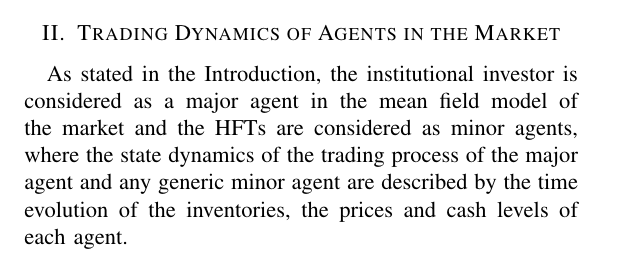 II. Trading Dynamics of Agents in the Market
As stated in the Introduction, the institutional investor is
considered as a major agent in the mean field model of
the market and the HFTs are considered as minor agents,
where the state dynamics of the trading process of the major
agent and any generic minor agent are described by the time
evolution of the inventories, the prices and cash levels of
each agent.